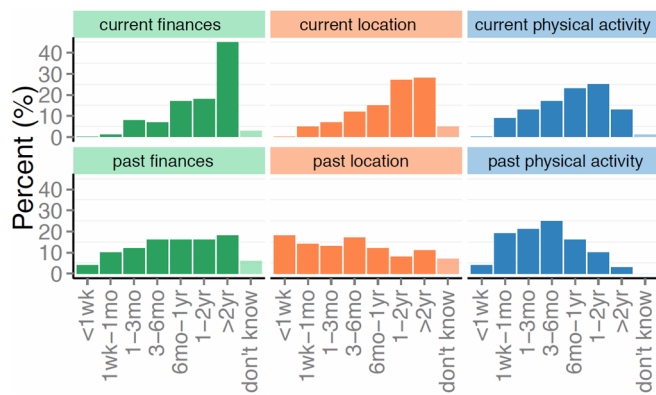 current finances
current location
current physical activity
Percent (%)
40
30
20
10
0
past finances
past location
past physical activity
40
30
20
10
0
<1wk
1wk−1mo
1−3mo
3−6mo
6mo−1yr
1−2yr
>2yr
don't know
<1wk
1wk−1mo
1−3mo
3−6mo
6mo−1yr
1−2yr
>2yr
don't know
<1wk
1wk−1mo
1−3mo
3−6mo
6mo−1yr
1−2yr
>2yr
don't know